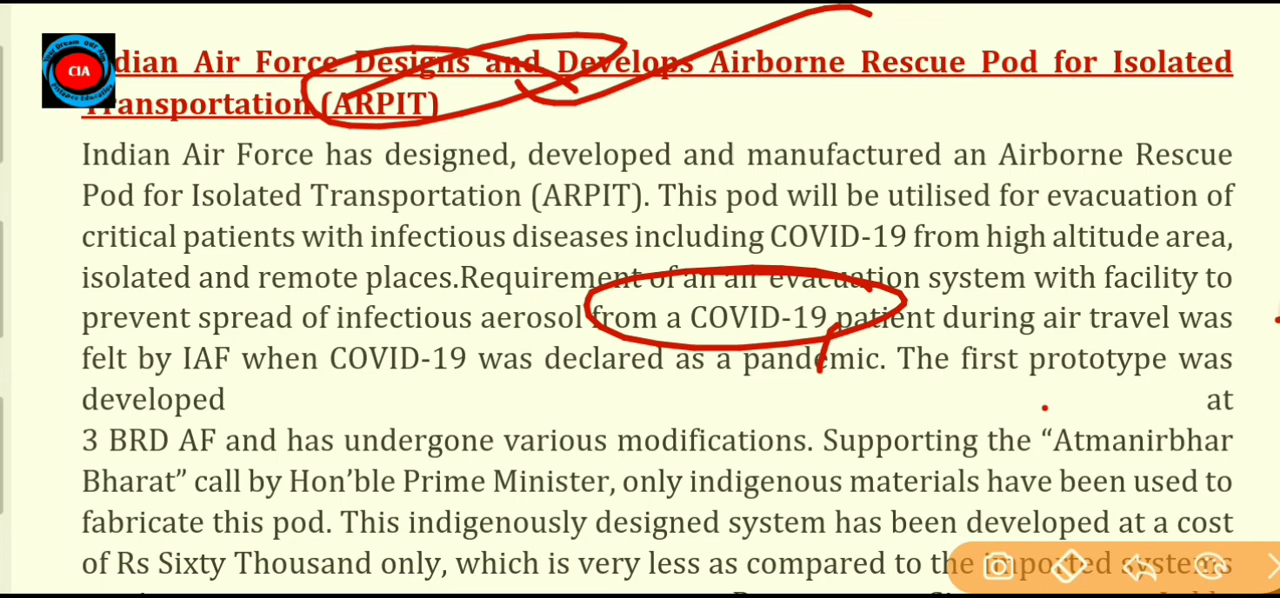 Indian Air Force Designs and Develops Airborne Rescue Pod for Isolated
Transportation (ARPIT)
CIA
Indian Air Force has designed, developed and manufactured an Airborne Rescue
Pod for Isolated Transportation (ARPIT). This pod will be utilised for evacuation of
critical patients with infectious diseases including COVID-19 from high altitude area,
isolated and remote places.Requirement of an air evacuation system with facility to
prevent spread of infectious aerosol from a COVID-19 patient during air travel was
felt by IAF when COVID-19 was declared as a pandemic. The first prototype was
developed at
3 BRD AF and has undergone various modifications. Supporting the “Atmanirbhar
Bharat” call by Hon’ble Prime Minister, only indigenous materials have been used to
fabricate this pod. This indigenously designed system has been developed at a cost
of Rs Sixty Thousand only, which is very less as compared to the imported systems